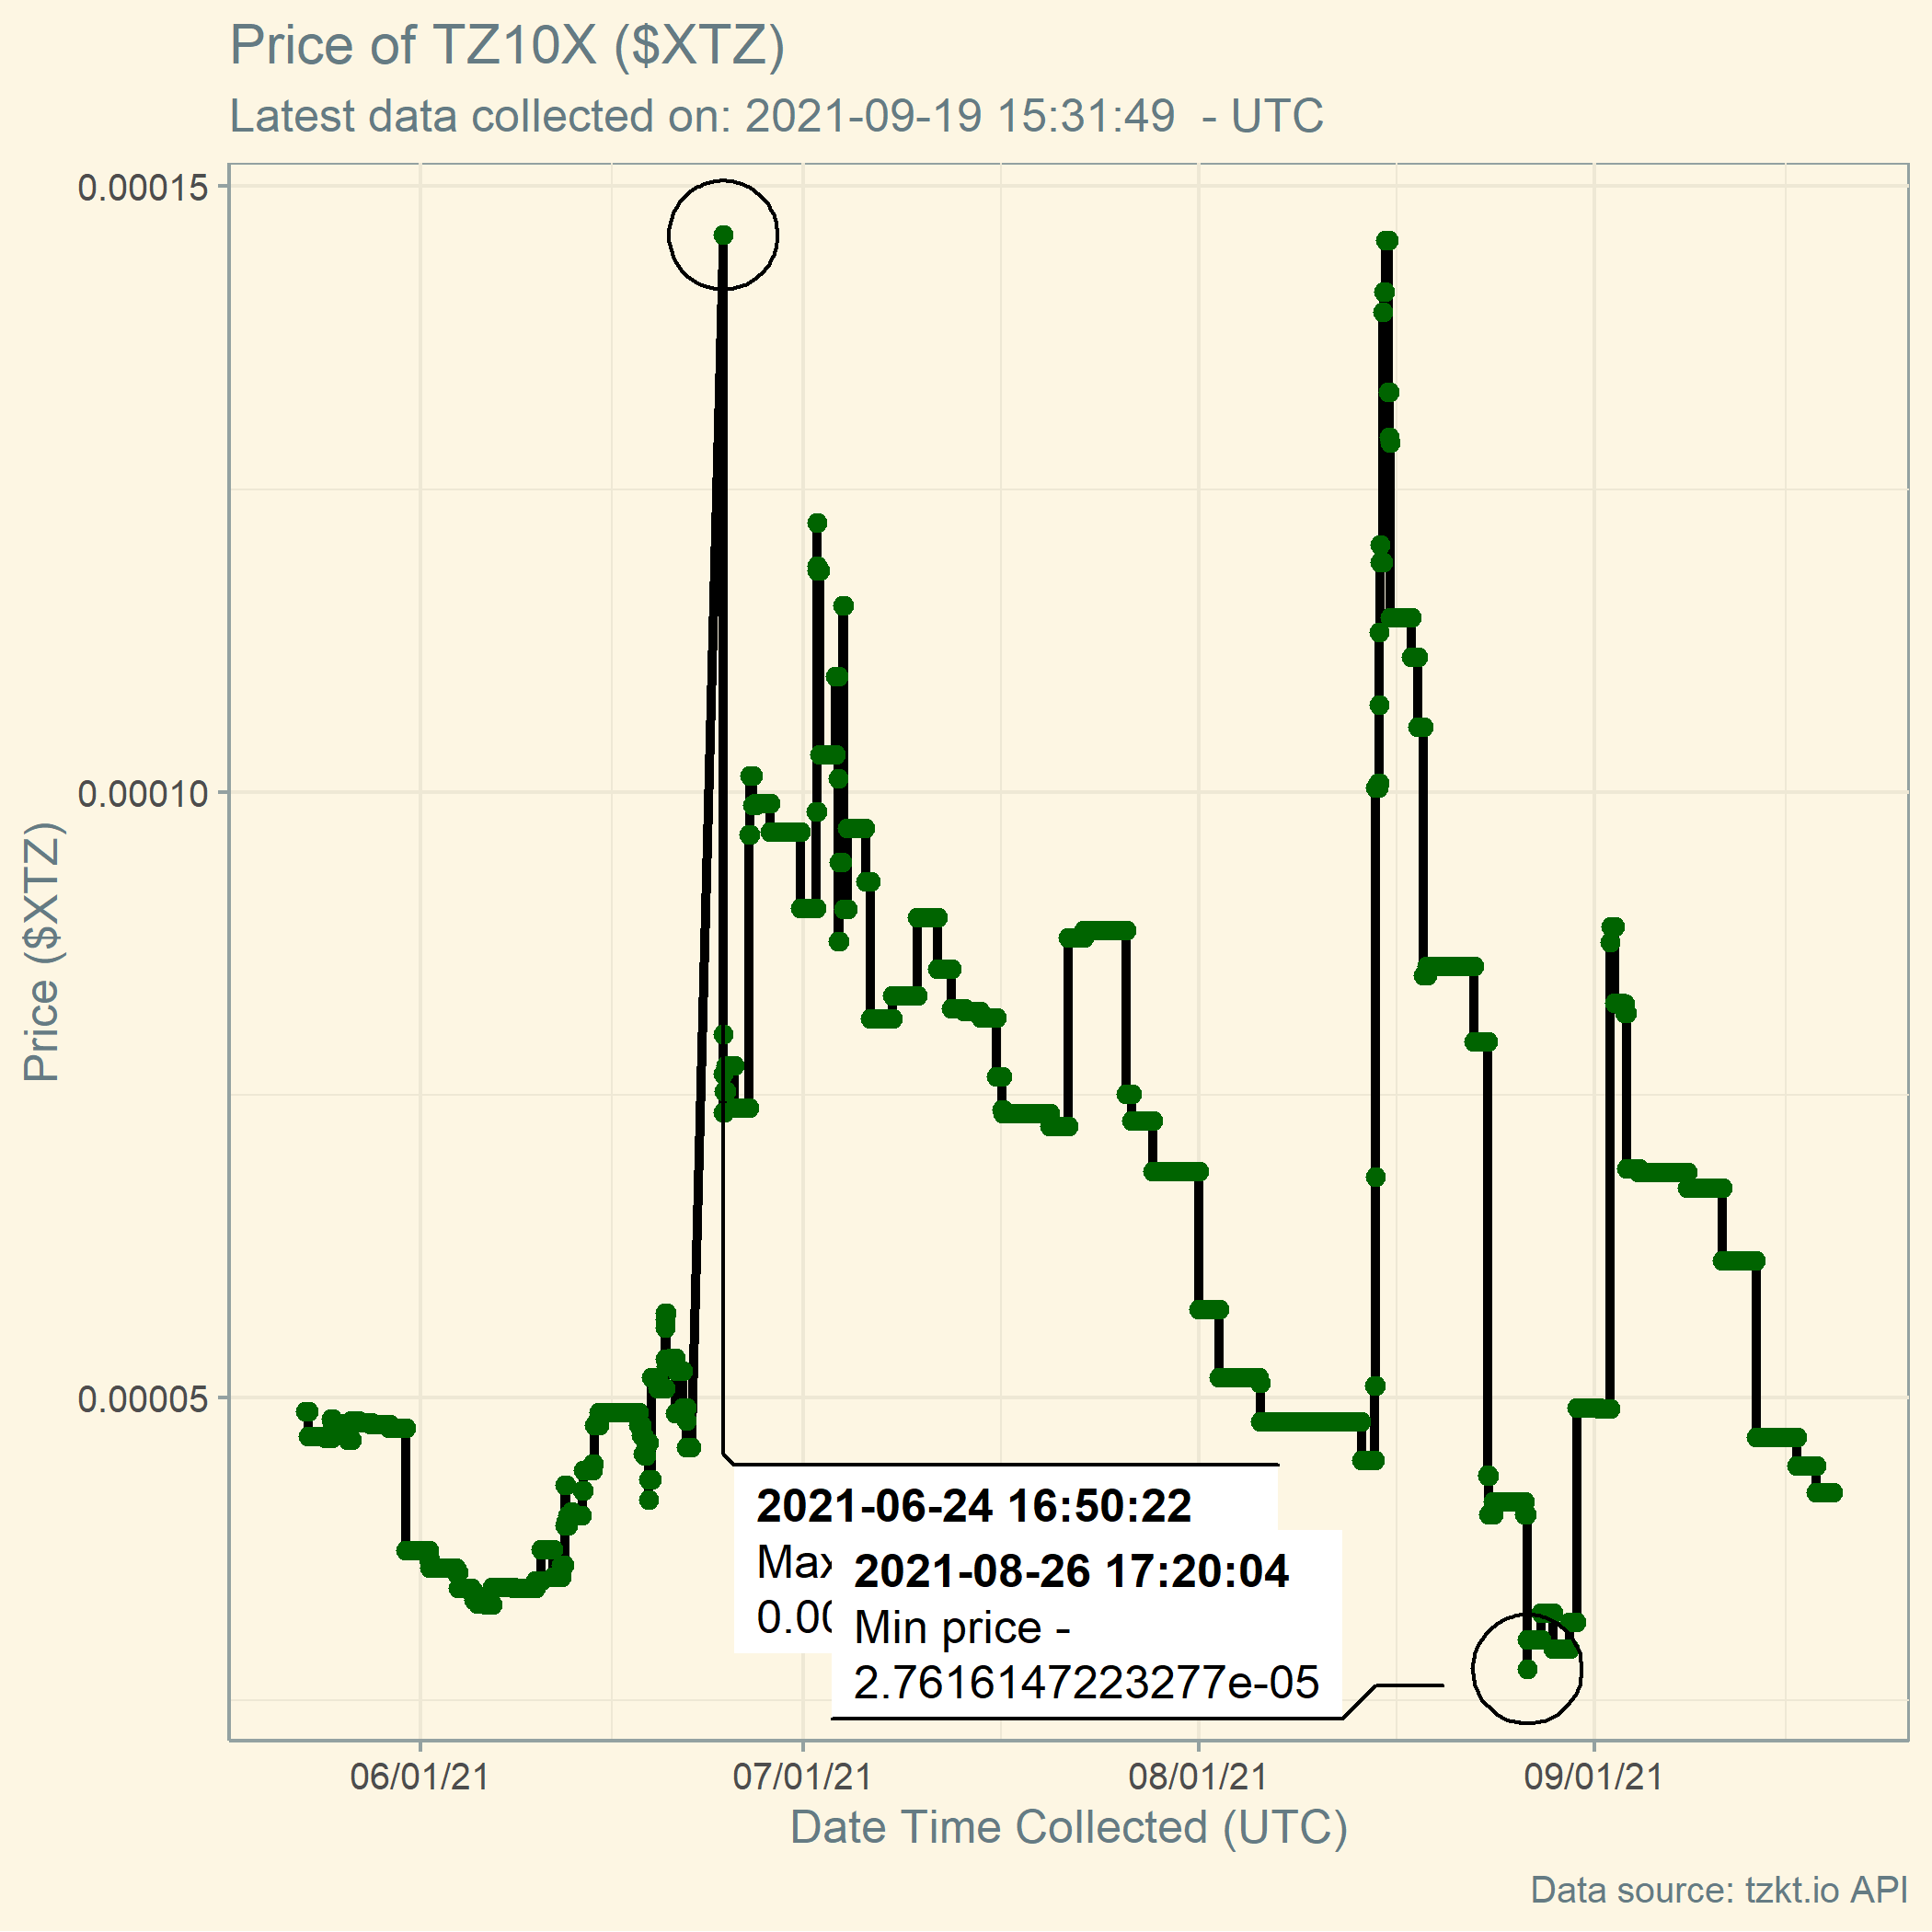 Price of TZ10X ($XTZ)
Latest data collected on: 2021-09-19 15:31:49 - UTC
0.00015
0.00010
0.00005
Price ($XTZ)
2021-06-24 16:50:22
Max
0.00
2021-08-26 17:20:04
Min price -
2.7616147223277e-05
06/01/21
07/01/21
08/01/21
09/01/21
Date Time Collected (UTC)
Data source: tzkt.io API